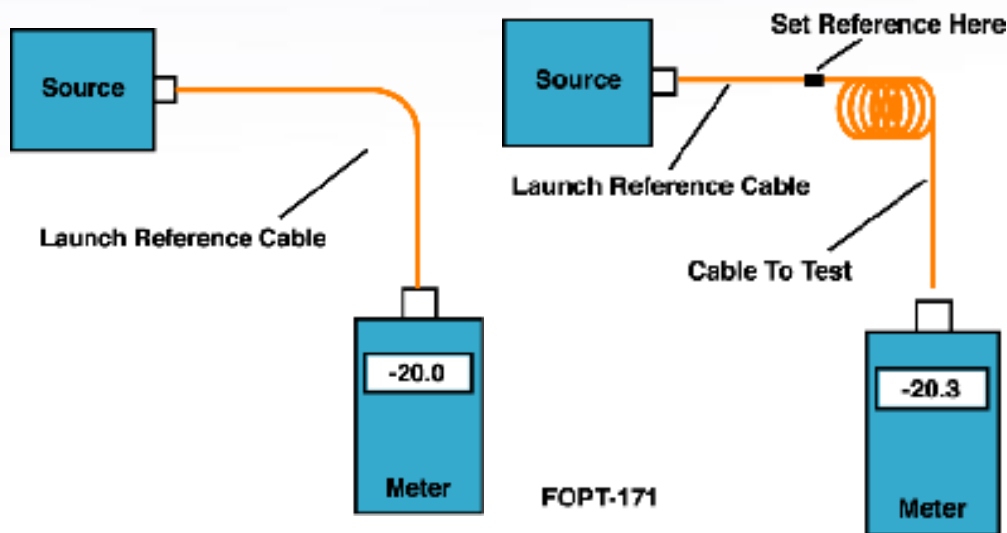 Source
Launch Reference Cable
-20.0
Meter
Set Reference Here
Source
Launch Reference Cable
Cable To Test
-20.3
Meter
FOPT-171